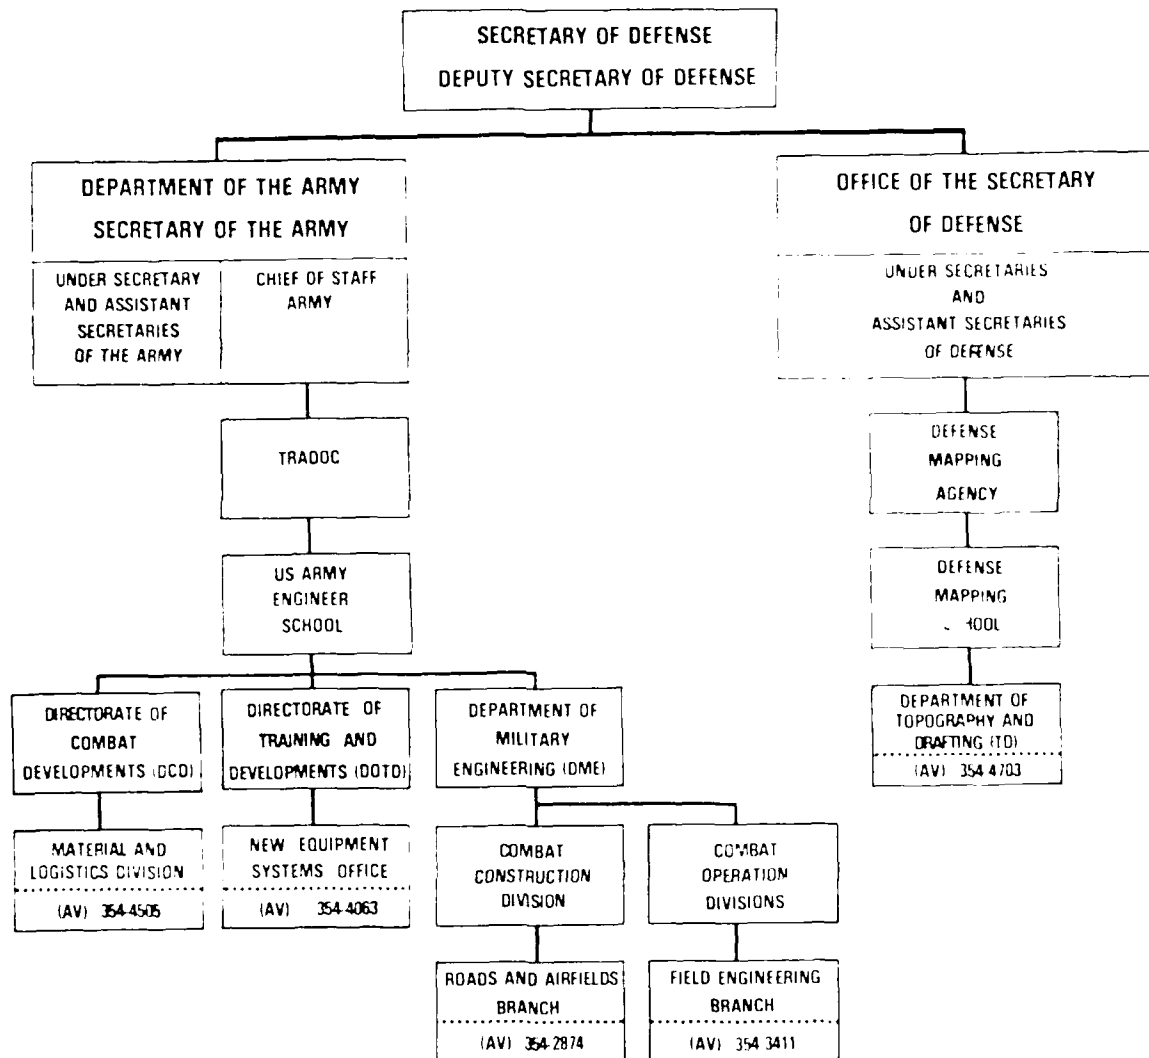 SECRETARY OF DEFENSE
DEPUTY SECRETARY OF DEFENSE
DEPARTMENT OF THE ARMY
SECRETARY OF THE ARMY
UNDER SECRETARY
AND ASSISTANT
SECRETARIES
OF THE ARMY
CHIEF OF STAFF
ARMY
OFFICE OF THE SECRETARY
OF DEFENSE
UNDER SECRETARIES
AND
ASSISTANT SECRETARIES
OF DEFENSE
TRADOC
DEFENSE
MAPPING
AGENCY
US ARMY
ENGINEER
SCHOOL
DEFENSE
MAPPING
DIRECTORATE OF
COMBAT
DEVELOPMENTS (DCD)
DIRECTORATE OF
TRAINING AND
DEVELOPMENTS (DOTD)
DEPARTMENT OF
MILITARY
ENGINEERING (DME)
DEPARTMENT OF
TOPOGRAPHY AND
DRAFTING (TD)
(AV) 354-4703
MATERIAL AND
LOGISTICS DIVISION
(AV) 354-4505
NEW EQUIPMENT
SYSTEMS OFFICE
(AV) 354-4063
COMBAT
CONSTRUCTION
DIVISION
COMBAT
OPERATION
DIVISIONS
ROADS AND AIRFIELDS
BRANCH
(AV) 354-2874
FIELD ENGINEERING
BRANCH
(AV) 354-3411